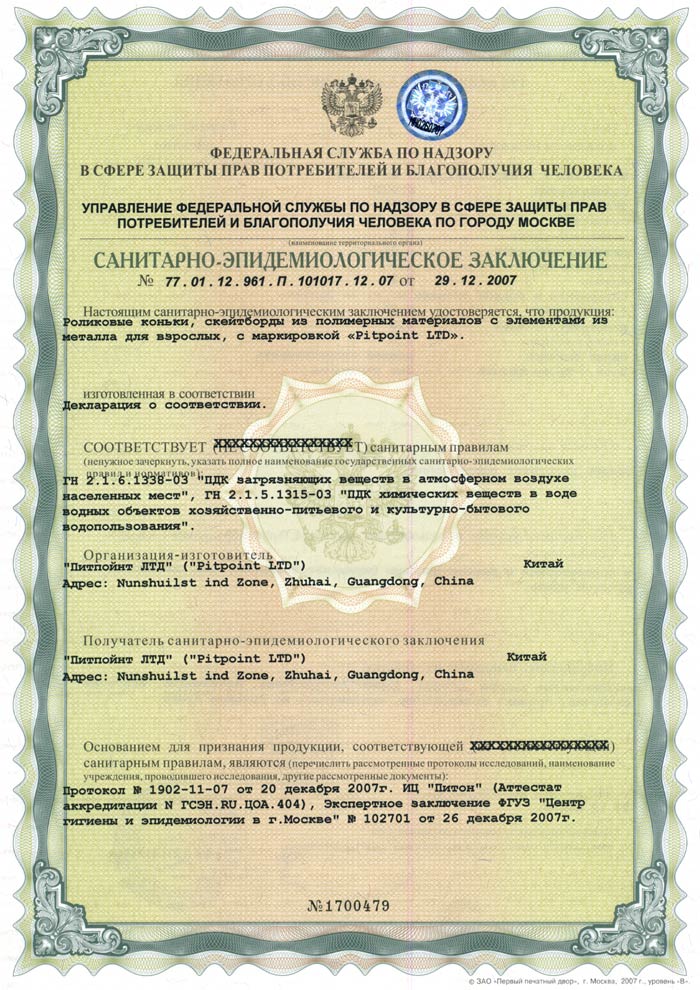 ФЕДЕРАЛЬНАЯ СЛУЖБА ПО НАДЗОРУ
В СФЕРЕ ЗАЩИТЫ ПРАВ ПОТРЕБИТЕЛЕЙ И БЛАГОПОЛУЧИЯ ЧЕЛОВЕКА
УПРАВЛЕНИЕ ФЕДЕРАЛЬНОЙ СЛУЖБЫ ПО НАДЗОРУ В СФЕРЕ ЗАЩИТЫ ПРАВ
ПОТРЕБИТЕЛЕЙ И БЛАГОПОЛУЧИЯ ЧЕЛОВЕКА ПО ГОРОДУ МОСКВЕ
(наименование территориального органа)
САНИТАРНО-ЭПИДЕМИОЛОГИЧЕСКОЕ ЗАКЛЮЧЕНИЕ
№ 77.01.12.961.П.101017.12.07 от 29.12.2007
Настоящим санитарно-эпидемиологическим заключением удостоверяется, что продукция:
Роликовые коньки, скейтборды из полимерных материалов с элементами из
металла для взрослых, с маркировкой «Pitpoint LTD».
изготовленная в соответствии
Декларация о соответствии.
СООТВЕТСТВУЕТ (НЕ СООТВЕТСТВУЕТ) санитарным правилам
(ненужное зачеркнуть, указать полное наименование государственных санитарно-эпидемиологических
правил и нормативов):
ГН 2.1.6.1338-03 "ПДК загрязняющих веществ в атмосферном воздухе
населенных мест", ГН 2.1.5.1315-03 "ПДК химических веществ в воде
водных объектов хозяйственно-питьевого и культурно-бытового
водопользования".
Организация-изготовитель
"Питпойнт ЛТД" ("Pitpoint LTD") Китай
Адрес: Nunshuilst ind Zone, Zhuhai, Guangdong, China
Получатель санитарно-эпидемиологического заключения
"Питпойнт ЛТД" ("Pitpoint LTD") Китай
Адрес: Nunshuilst ind Zone, Zhuhai, Guangdong, China
Основанием для признания продукции, соответствующей
санитарным правилам, являются (перечислить рассмотренные протоколы исследований, наименование
учреждения, проводившего исследования, другие рассмотренные документы):
Протокол № 1902-11-07 от 20 декабря 2007г. ИЦ "Питон" (Аттестат
аккредитации N ГСЭН.RU.ЦОА.404), Экспертное заключение ФГУЗ "Центр
гигиены и эпидемиологии в г.Москве" № 102701 от 26 декабря 2007г.
№1700479
© ЗАО «Первый печатный двор», г. Москва, 2007 г., уровень «В».